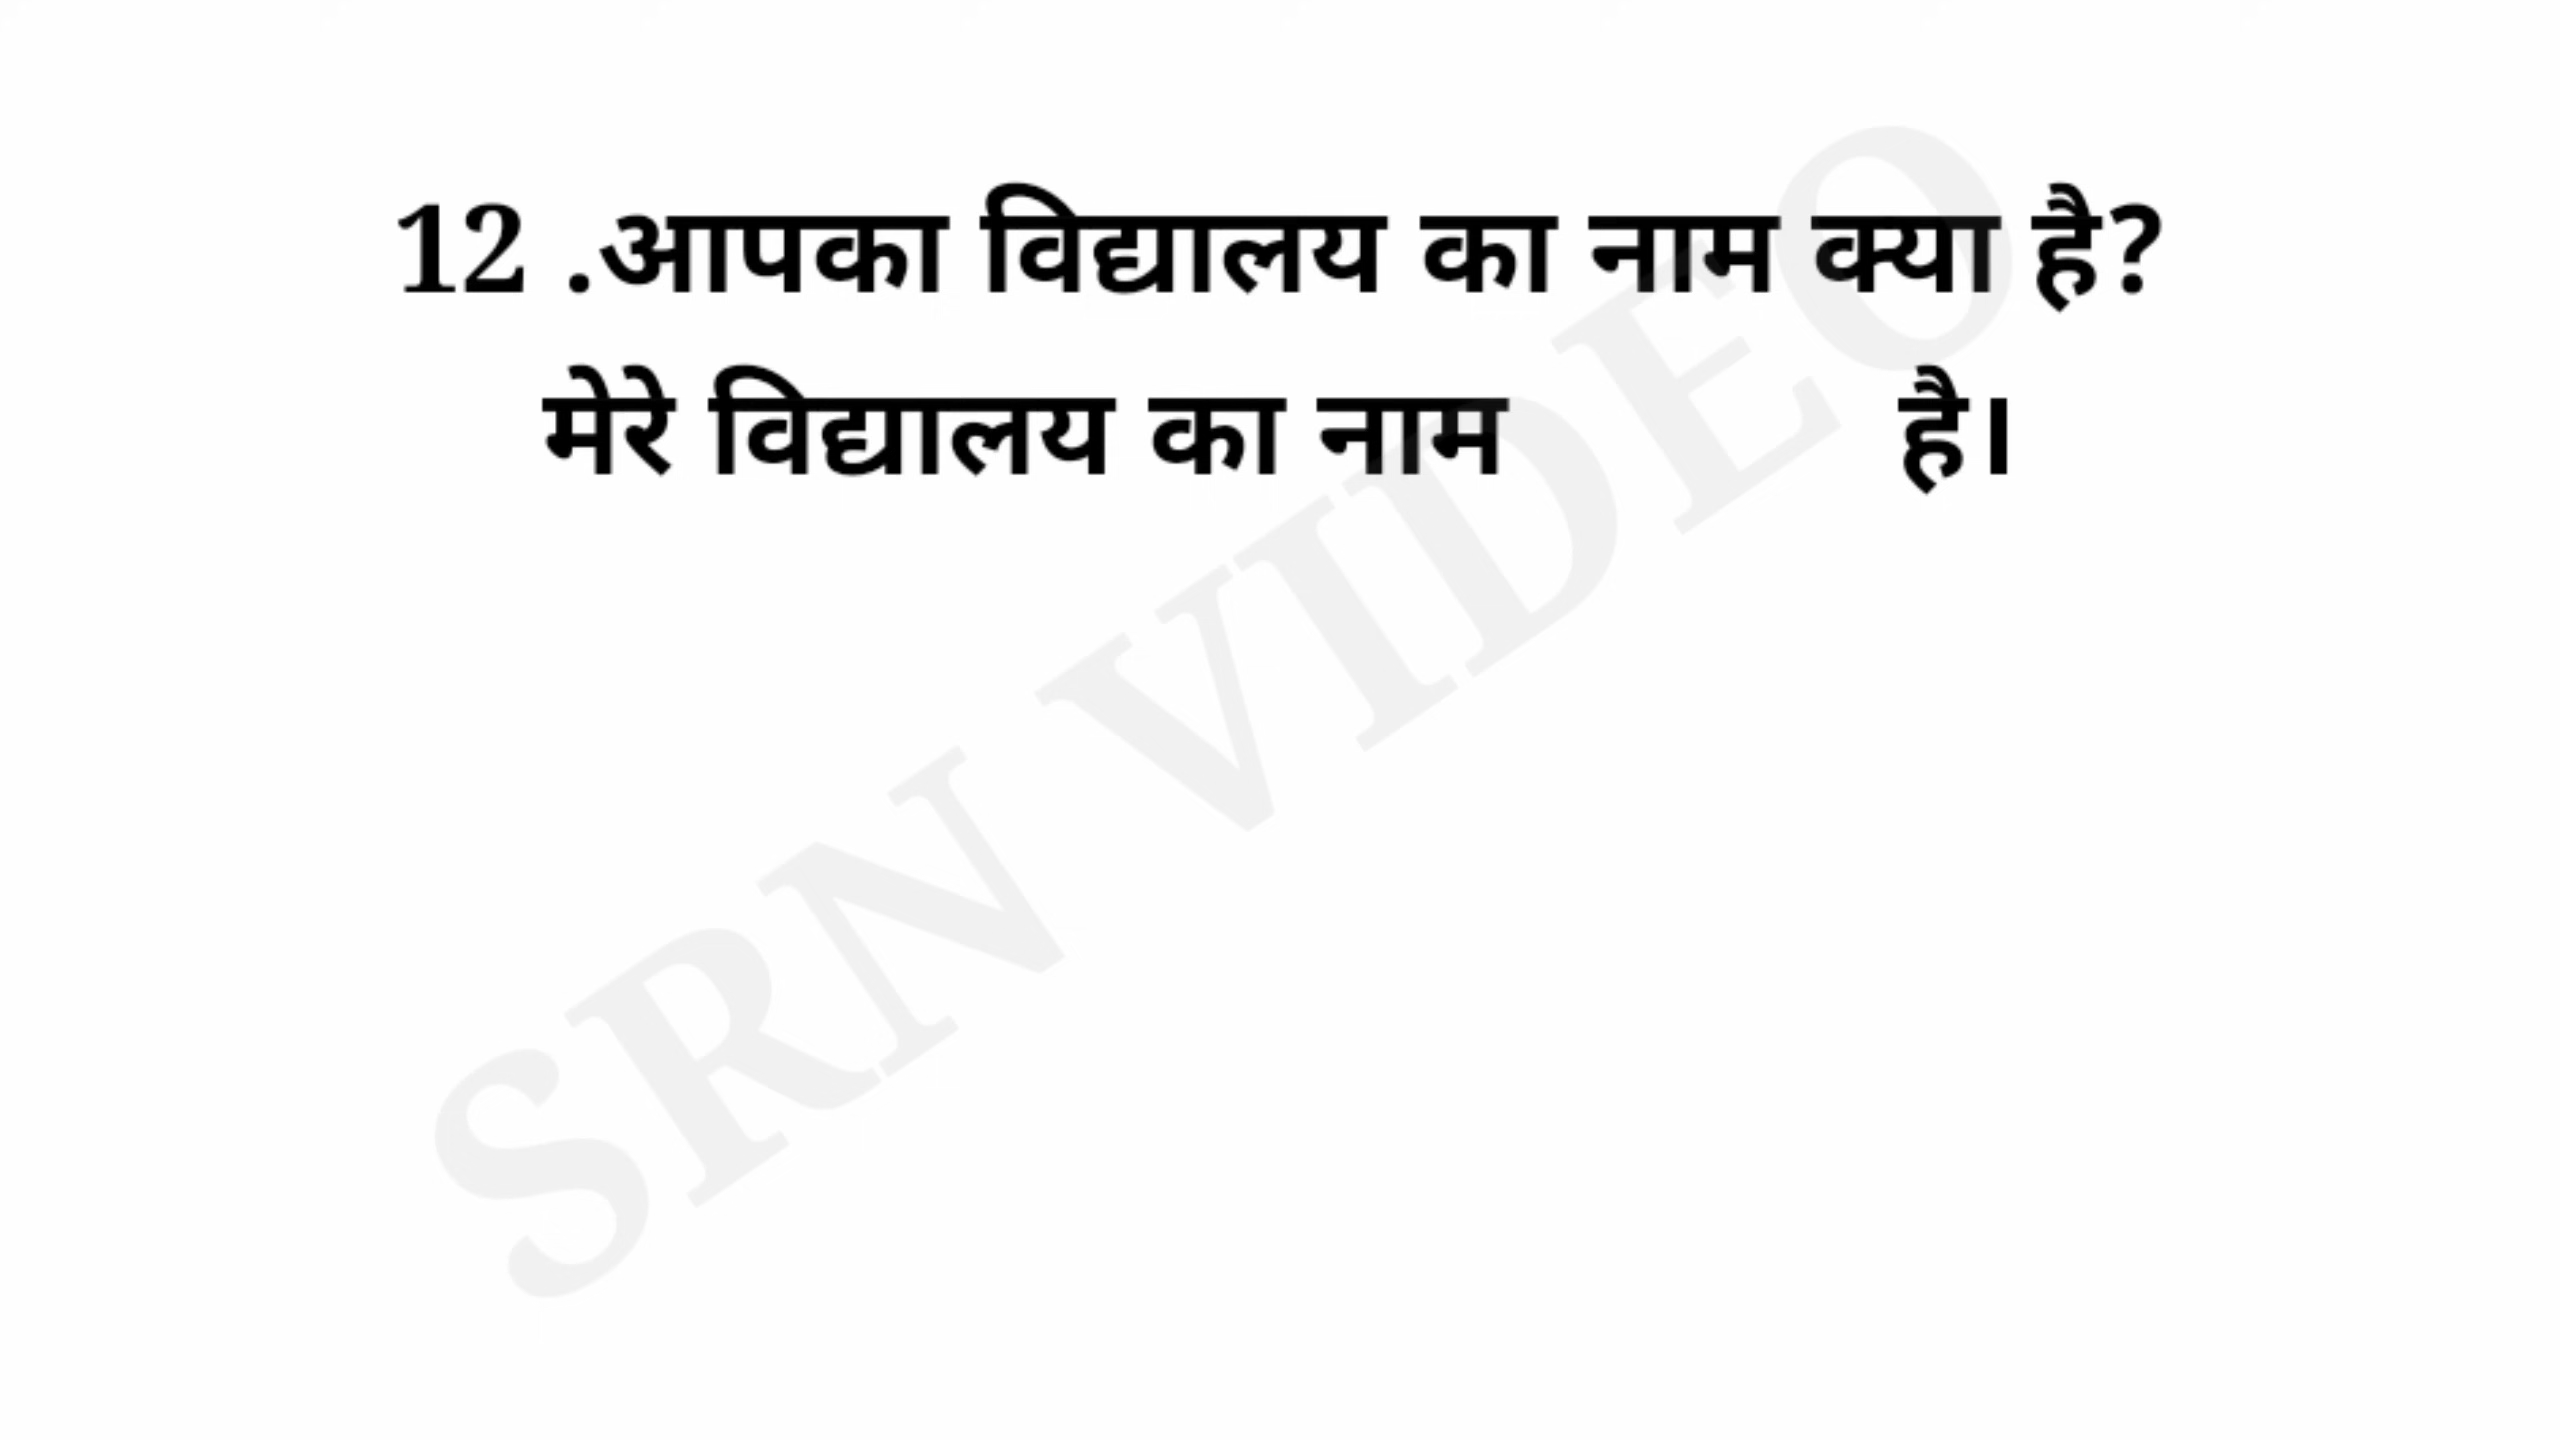 12 .आपका विद्यालय का नाम क्या है?
मेरे विद्यालय का नाम है।
SRN VIDEO